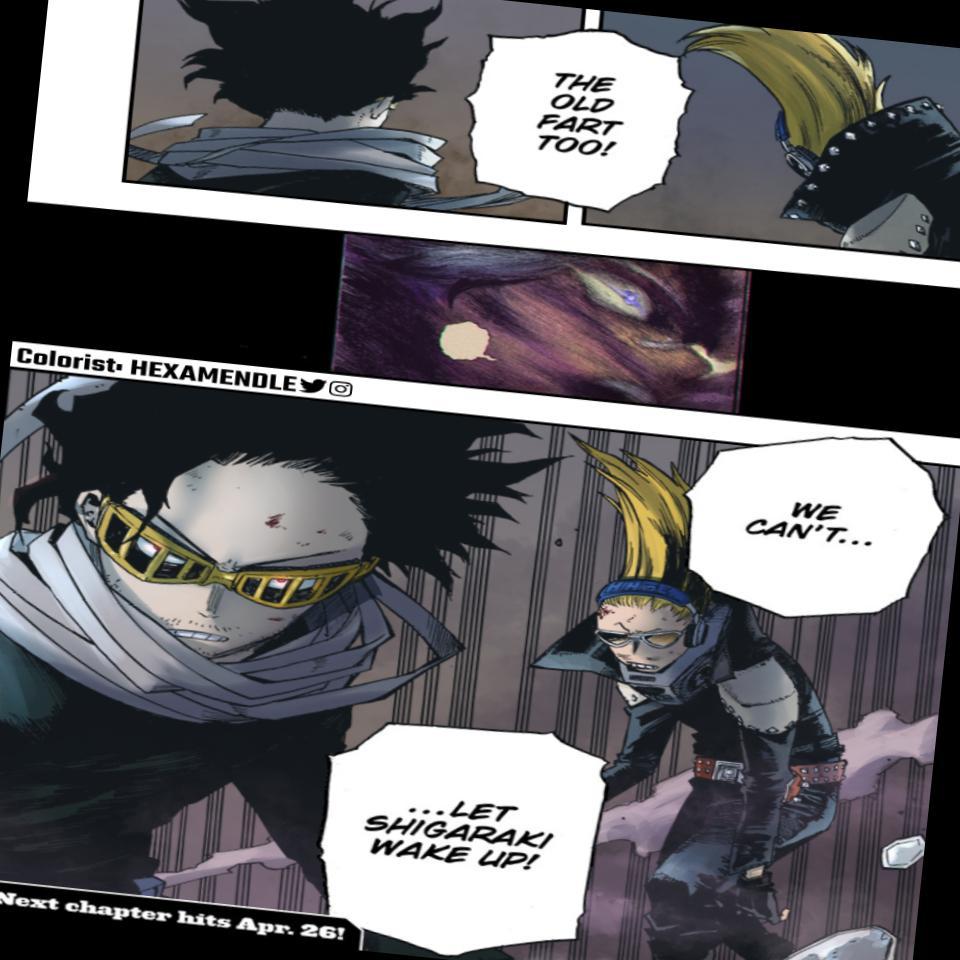 THE
OLD
FART
TOO!
Colorist: HEXAMENDLE
WE
CAN'T...
...LET
SHIGARAKI
WAKE UP!
Next chapter hits Apr. 26!